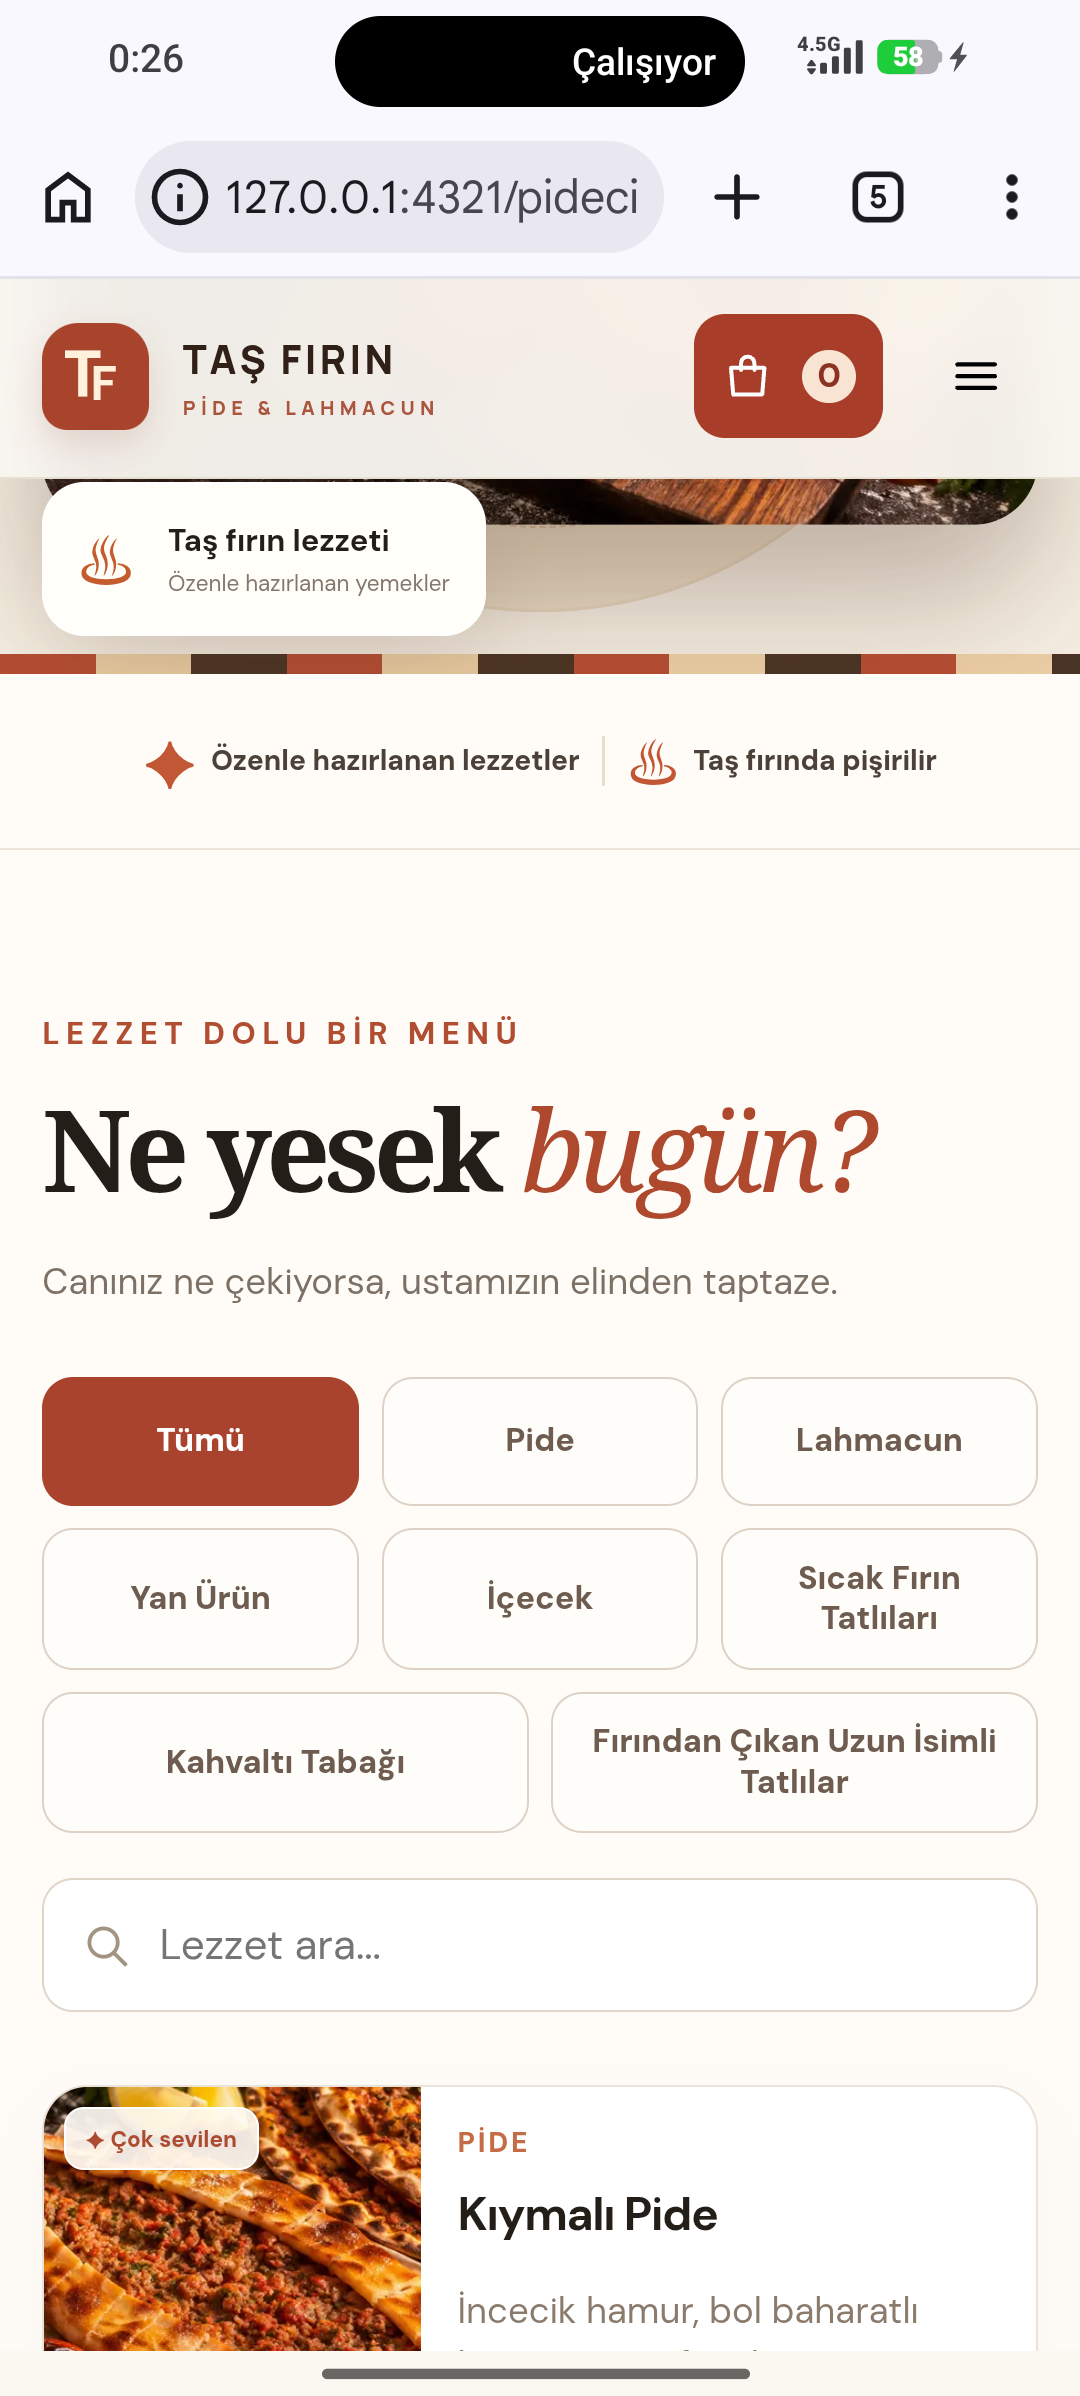 0:26
Çalışıyor
4.5G
58
127.0.0.1:4321/pideci
5
TF
TAŞ FIRIN
PİDE & LAHMACUN
0
Taş fırın lezzeti
Özenle hazırlanan yemekler
Özenle hazırlanan lezzetler
Taş fırında pişirilir
LEZZET DOLU BİR MENÜ
Ne yesek bugün?
Canınız ne çekiyorsa, ustamızın elinden taptaze.
Tümü
Pide
Lahmacun
Yan Ürün
İçecek
Sıcak Fırın
Tatlıları
Kahvaltı Tabağı
Fırından Çıkan Uzun İsimli
Tatlılar
Lezzet ara...
Çok sevilen
PİDE
Kıymalı Pide
İncecik hamur, bol baharatlı